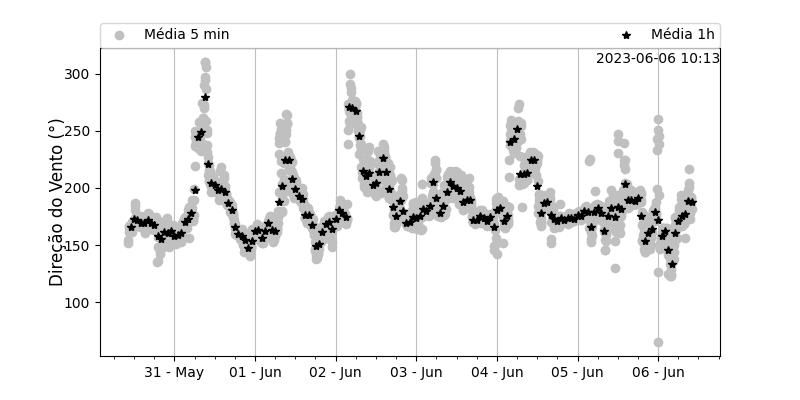 Média 5 min
Média 1h
2023-06-06 10:13
Direção do Vento (°)
300
250
200
150
100
31 - May
01 - Jun
02 - Jun
03 - Jun
04 - Jun
05 - Jun
06 - Jun